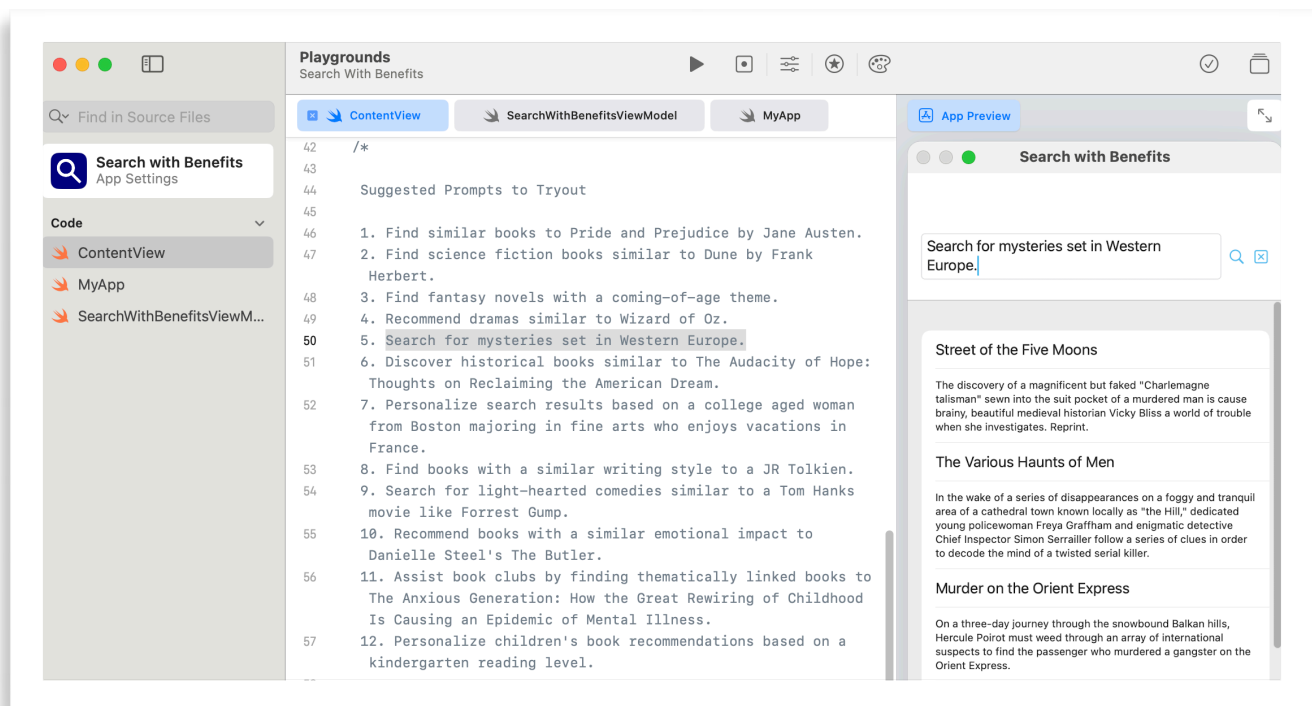 Playgrounds
Search With Benefits
Find in Source Files
Search with Benefits
App Settings
Code
ContentView
MyApp
SearchWithBenefitsViewM...
ContentView
SearchWithBenefitsViewModel
MyApp
42 /*
43
44 Suggested Prompts to Tryout
45
46 1. Find similar books to Pride and Prejudice by Jane Austen.
47 2. Find science fiction books similar to Dune by Frank
Herbert.
48 3. Find fantasy novels with a coming-of-age theme.
49 4. Recommend dramas similar to Wizard of Oz.
50 5. Search for mysteries set in Western Europe.
51 6. Discover historical books similar to The Audacity of Hope:
Thoughts on Reclaiming the American Dream.
52 7. Personalize search results based on a college aged woman
from Boston majoring in fine arts who enjoys vacations in
France.
53 8. Find books with a similar writing style to a JR Tolkien.
54 9. Search for light-hearted comedies similar to a Tom Hanks
movie like Forrest Gump.
55 10. Recommend books with a similar emotional impact to
Danielle Steel's The Butler.
56 11. Assist book clubs by finding thematically linked books to
The Anxious Generation: How the Great Rewiring of Childhood
Is Causing an Epidemic of Mental Illness.
57 12. Personalize children's book recommendations based on a
kindergarten reading level.
App Preview
Search with Benefits
Search for mysteries set in Western
Europe.
Street of the Five Moons
The discovery of a magnificent but faked "Charlemagne
talisman" sewn into the suit pocket of a murdered man is cause
brainy, beautiful medieval historian Vicky Bliss a world of trouble
when she investigates. Reprint.
The Various Haunts of Men
In the wake of a series of disappearances on a foggy and tranquil
area of a cathedral town known locally as "the Hill," dedicated
young policewoman Freya Graffham and enigmatic detective
Chief Inspector Simon Serrailler follow a series of clues in order
to decode the mind of a twisted serial killer.
Murder on the Orient Express
On a three-day journey through the snowbound Balkan hills,
Hercule Poirot must weed through an array of international
suspects to find the passenger who murdered a gangster on the
Orient Express.